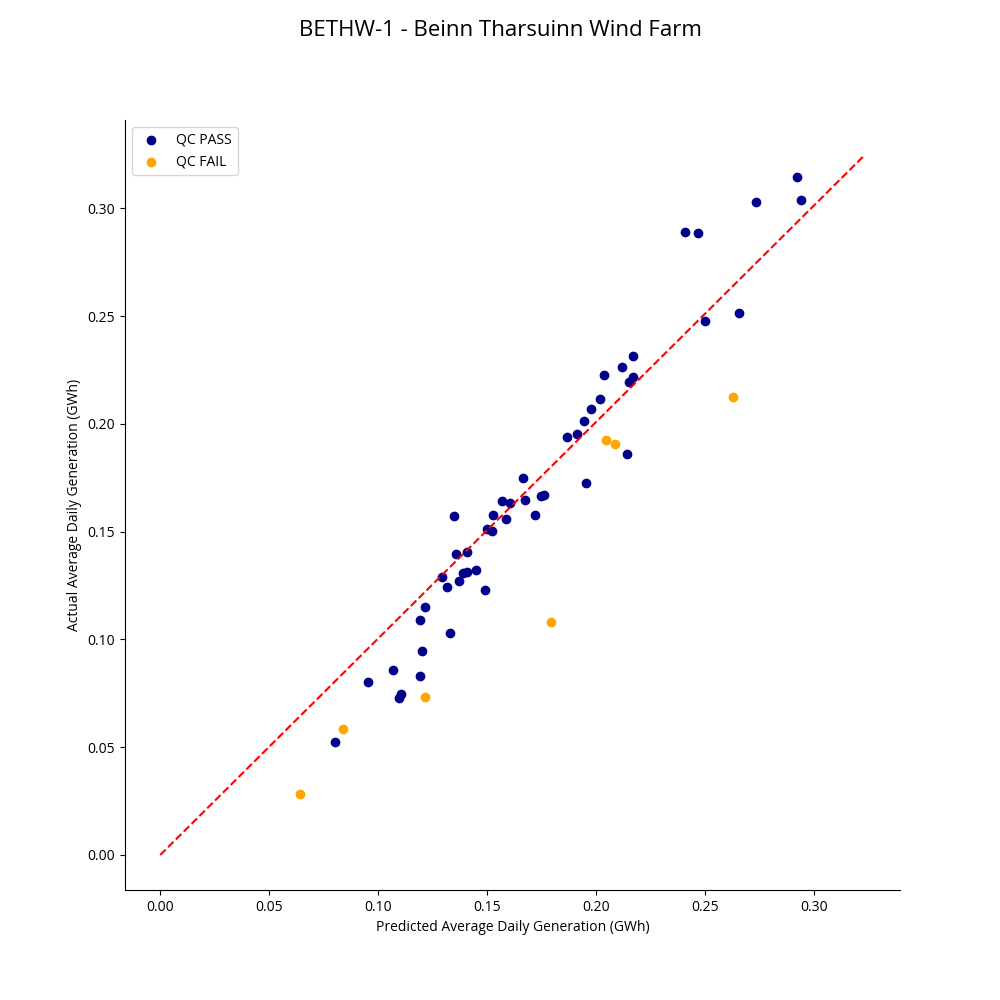 BETHW-1 - Beinn Tharsuinn Wind Farm
QC PASS
QC FAIL
0.30
0.25
0.20
0.15
0.10
0.05
0.00
Actual Average Daily Generation (GWh)
0.00 0.05 0.10 0.15 0.20 0.25 0.30
Predicted Average Daily Generation (GWh)